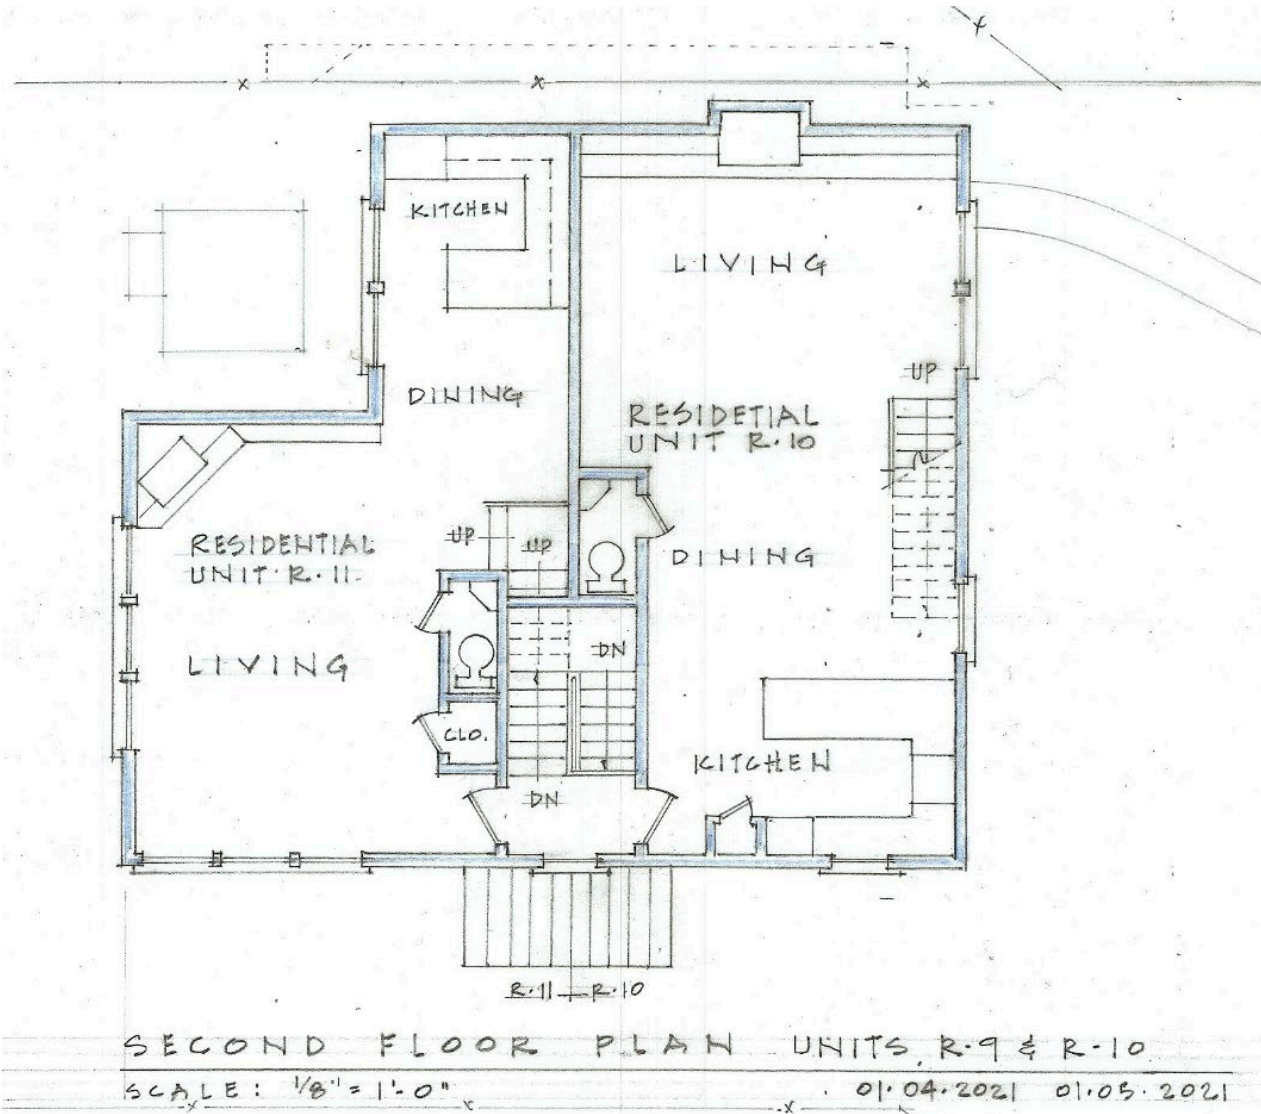 KITCHEN
LIVING
UP
DINING
RESIDETIAL
UNIT R.10
RESIDENTIAL
UNIT R.11.
UP
UP
DINING
LIVING
DN
CLO.
KITCHEN
DN
R.11 R.10
SECOND FLOOR PLAN UNITS R.9 & R.10
SCALE: 1/8" = 1'-0" 01.04.2021 01.05.2021